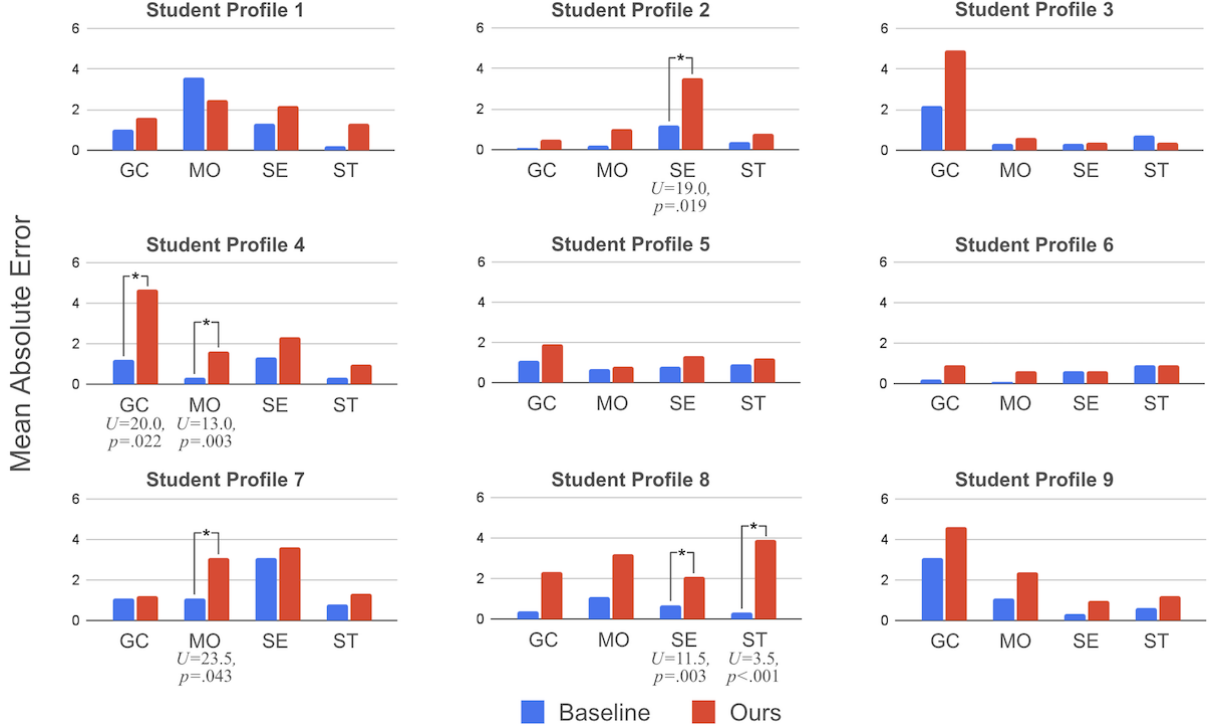 Mean Absolute Error
Student Profile 1
6
4
2
0
GC MO SE ST
Student Profile 2
6
4
2
0
GC MO SE ST
U=19.0,
p=.019
Student Profile 3
6
4
2
0
GC MO SE ST
Student Profile 4
6
4
2
0
* *
GC MO SE ST
U=20.0, U=13.0,
p=.022 p=.003
Student Profile 5
6
4
2
0
GC MO SE ST
Student Profile 6
6
4
2
0
GC MO SE ST
Student Profile 7
6
4
2
0
*
GC MO SE ST
U=23.5,
p=.043
Student Profile 8
6
4
2
0
* *
GC MO SE ST
U=11.5, U=3.5,
p=.003 p<.001
Student Profile 9
6
4
2
0
GC MO SE ST
Baseline Ours